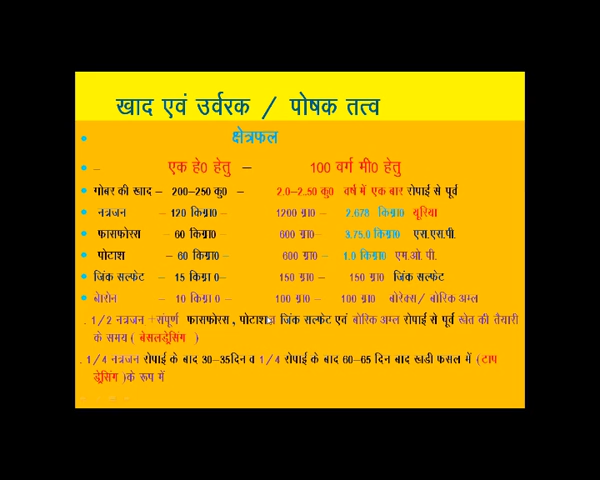 खाद एवं उर्वरक / पोषक तत्व
क्षेत्रफल
– एक हे0 हेतु – 100 वर्ग मी0 हेतु
गोबर की खाद – 200-250 कु0 – 2.0-2.50 कु0 वर्ष में एक बार रोपाई से पूर्व
नत्रजन – 120 किग्रा0 – 1200 ग्रा0 – 2.678 किग्रा0 यूरिया
फास्फोरस – 60 किग्रा0 – 600 ग्रा0 – 3.75.0 किग्रा0 एस.एस.पी.
पोटाश – 60 किग्रा0 – 600 ग्रा0 – 1.0 किग्रा0 एम.ओ. पी.
जिंक सल्फेट – 15 किग्रा 0– 150 ग्रा0 – 150 ग्रा0 जिंक सल्फेट
बोरोन – 10 किग्रा 0 – 100 ग्रा0 – 100 ग्रा0 बोरेक्स/ बोरिक अम्ल
. 1/2 नत्रजन +संपूर्ण फास्फोरस , पोटाश, जिंक सल्फेट एवं बोरिक अम्ल रोपाई से पूर्व खेत की तैयारी
के समय ( बेसलड्रेसिंग )
. 1/4 नत्रजन रोपाई के बाद 30-35दिन व 1/4 रोपाई के बाद 60-65 दिन बाद खडी फसल में (टाप
ड्रेसिंग )के रूप में